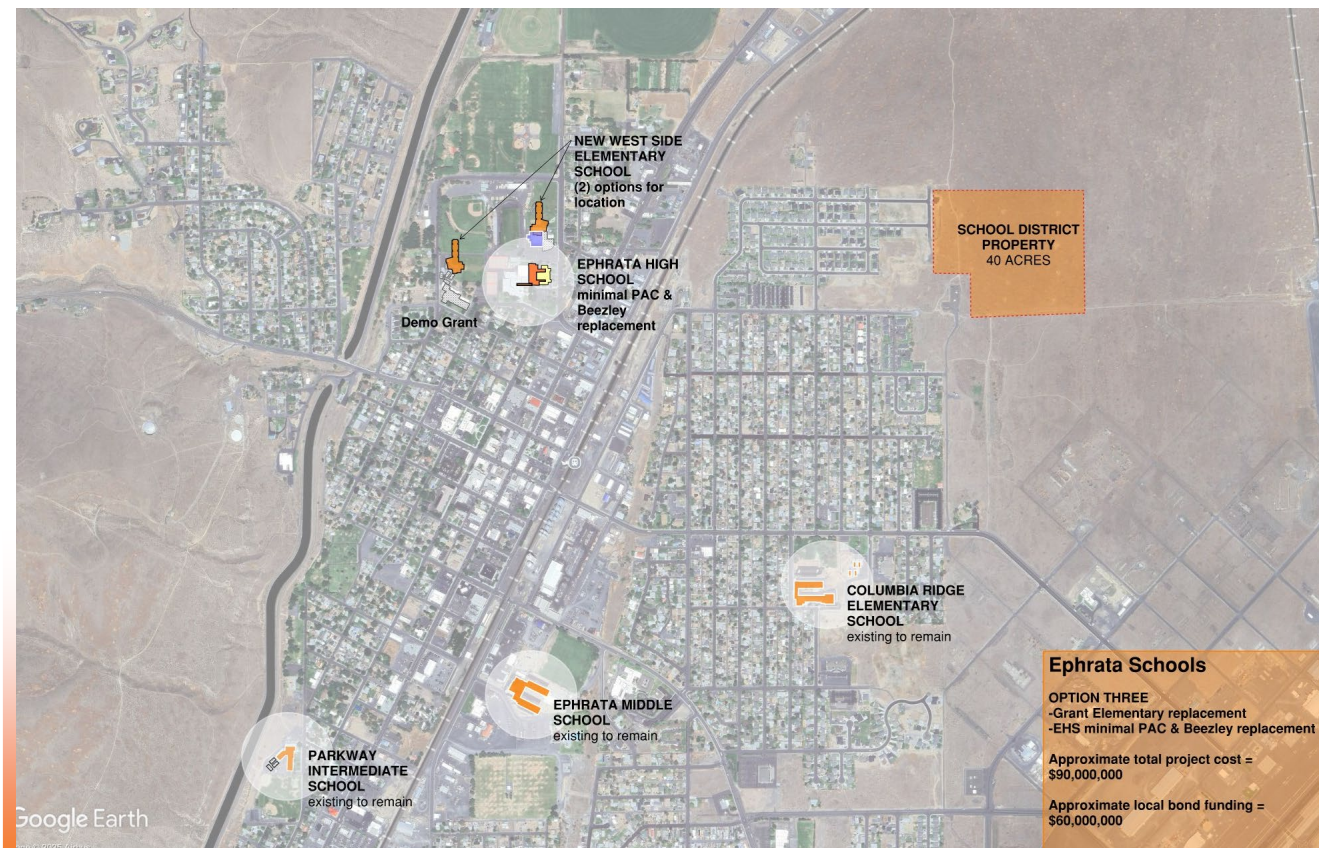 NEW WEST SIDE
ELEMENTARY
SCHOOL
(2) options for
location
SCHOOL DISTRICT
PROPERTY
40 ACRES
EPHRATA HIGH
SCHOOL
minimal PAC &
Beezley
replacement
Demo Grant
COLUMBIA RIDGE
ELEMENTARY
SCHOOL
existing to remain
EPHRATA MIDDLE
SCHOOL
existing to remain
PARKWAY
INTERMEDIATE
SCHOOL
existing to remain
Ephrata Schools
OPTION THREE
-Grant Elementary replacement
-EHS minimal PAC & Beezley replacement
Approximate total project cost =
$90,000,000
Approximate local bond funding =
$60,000,000
Google Earth